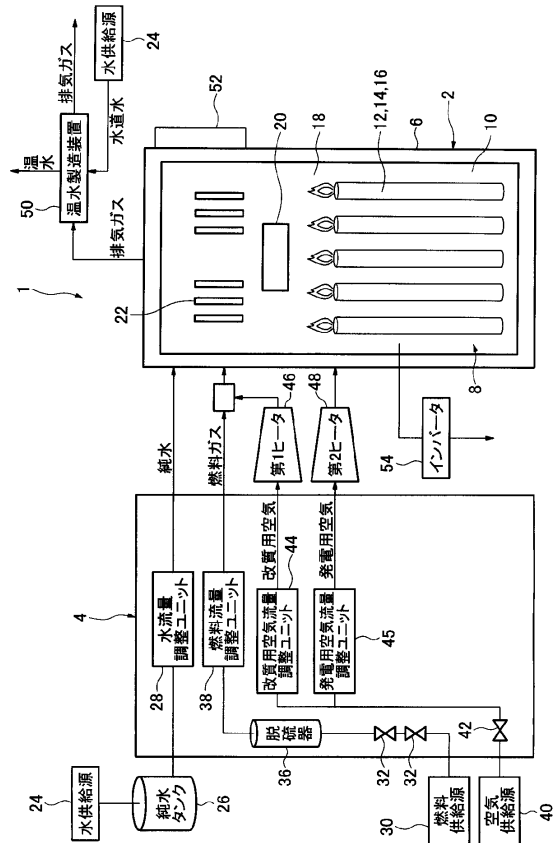 1
排気ガス
温水
温水製造装置
50
水道水
水供給源
24
排気ガス
52
22
20
18
12,14,16
6
2
10
8
純水
燃料ガス
46
第1ヒータ
48
第2ヒータ
インバータ
54
4
改質用空気
発電用空気
水流量
調整ユニット
28
燃料流量
調整ユニット
38
改質用空気流量
調整ユニット
44
発電用空気流量
調整ユニット
45
脱硫器
36
32
32
42
水供給源
24
純水
タンク
26
燃料
供給源
30
空気
供給源
40